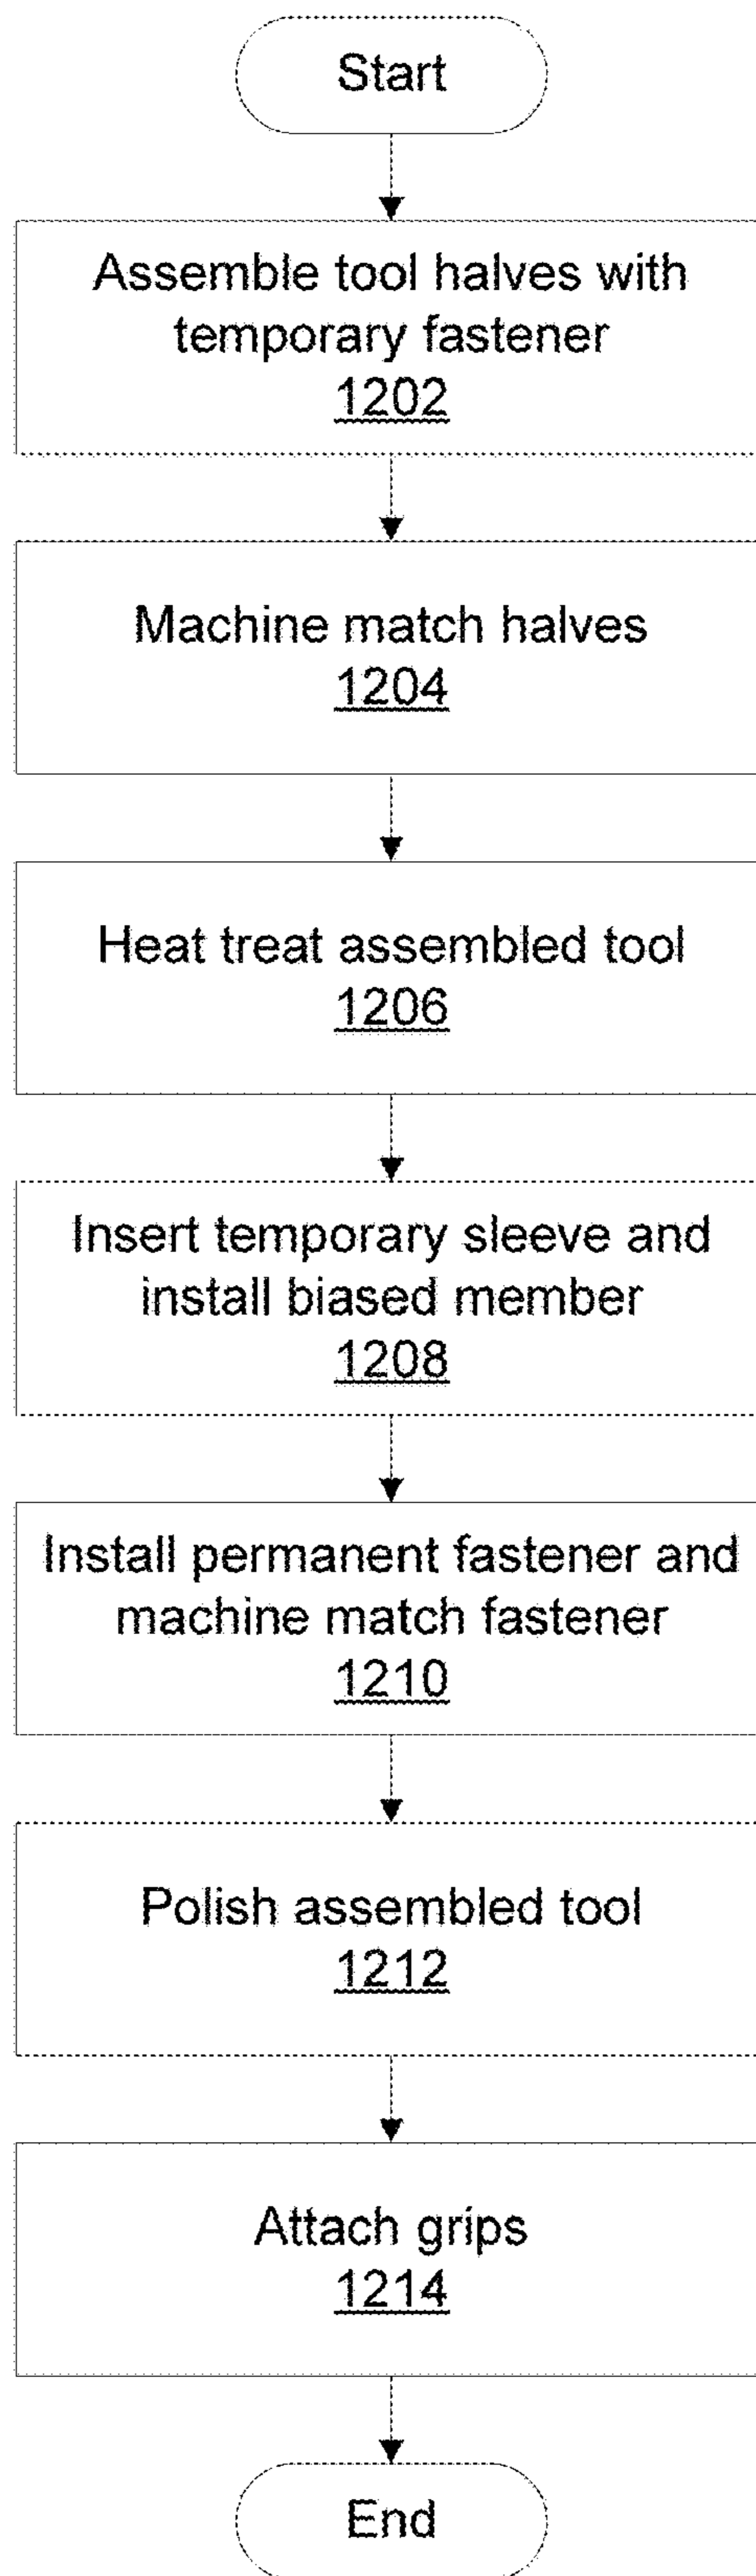 Start
Assemble tool halves with
temporary fastener
1202
Machine match halves
1204
Heat treat assembled tool
1206
Insert temporary sleeve and
install biased member
1208
Install permanent fastener and
machine match fastener
1210
Polish assembled tool
1212
Attach grips
1214
End